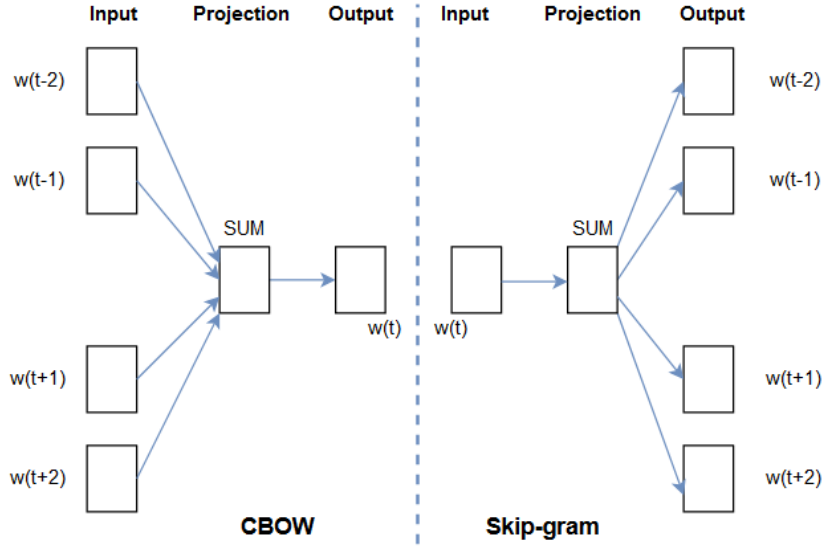 Input Projection Output
w(t-2)
w(t-1)
SUM
w(t)
w(t+1)
w(t+2)
CBOW
Input Projection Output
w(t-2)
w(t-1)
SUM
w(t)
w(t+1)
w(t+2)
Skip-gram